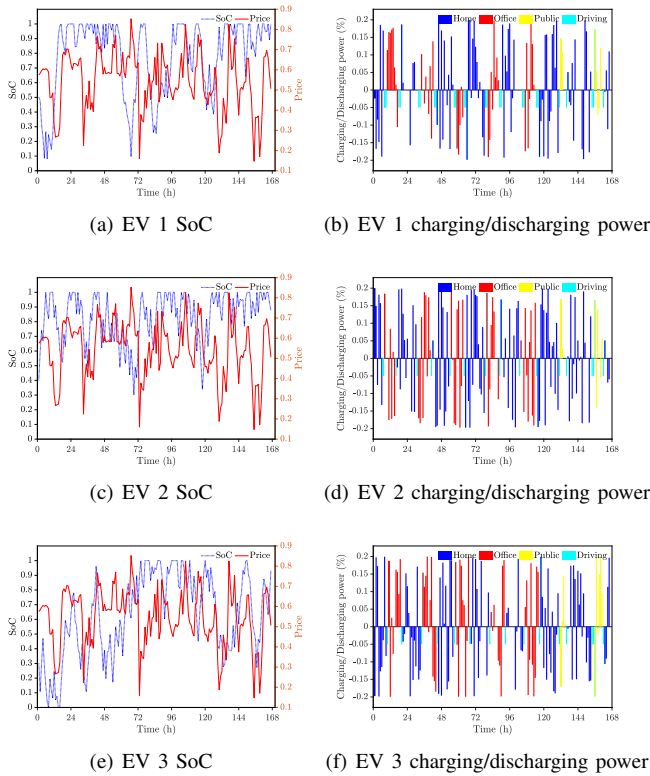 SoC Price
1 0.9 0.8 0.7 0.6 0.5 0.4 0.3 0.2 0.1 0
SoC
0.9 0.8 0.7 0.6 0.5 0.4 0.3 0.2 0.1
Price
0 24 48 72 96 120 144 168
Time (h)
(a) EV 1 SoC
Home Office Public Driving
0.2 0.15 0.1 0.05 0 -0.05 -0.1 -0.15 -0.2
Charging/Discharging power (%)
0 24 48 72 96 120 144 168
Time (h)
(b) EV 1 charging/discharging power
SoC Price
1 0.9 0.8 0.7 0.6 0.5 0.4 0.3 0.2 0.1 0
SoC
0.9 0.8 0.7 0.6 0.5 0.4 0.3 0.2 0.1
Price
0 24 48 72 96 120 144 168
Time (h)
(c) EV 2 SoC
Home Office Public Driving
0.2 0.15 0.1 0.05 0 -0.05 -0.1 -0.15 -0.2
Charging/Discharging power (%)
0 24 48 72 96 120 144 168
Time (h)
(d) EV 2 charging/discharging power
SoC Price
1 0.9 0.8 0.7 0.6 0.5 0.4 0.3 0.2 0.1 0
SoC
0.9 0.8 0.7 0.6 0.5 0.4 0.3 0.2 0.1
Price
0 24 48 72 96 120 144 168
Time (h)
(e) EV 3 SoC
Home Office Public Driving
0.2 0.15 0.1 0.05 0 -0.05 -0.1 -0.15 -0.2
Charging/Discharging power (%)
0 24 48 72 96 120 144 168
Time (h)
(f) EV 3 charging/discharging power